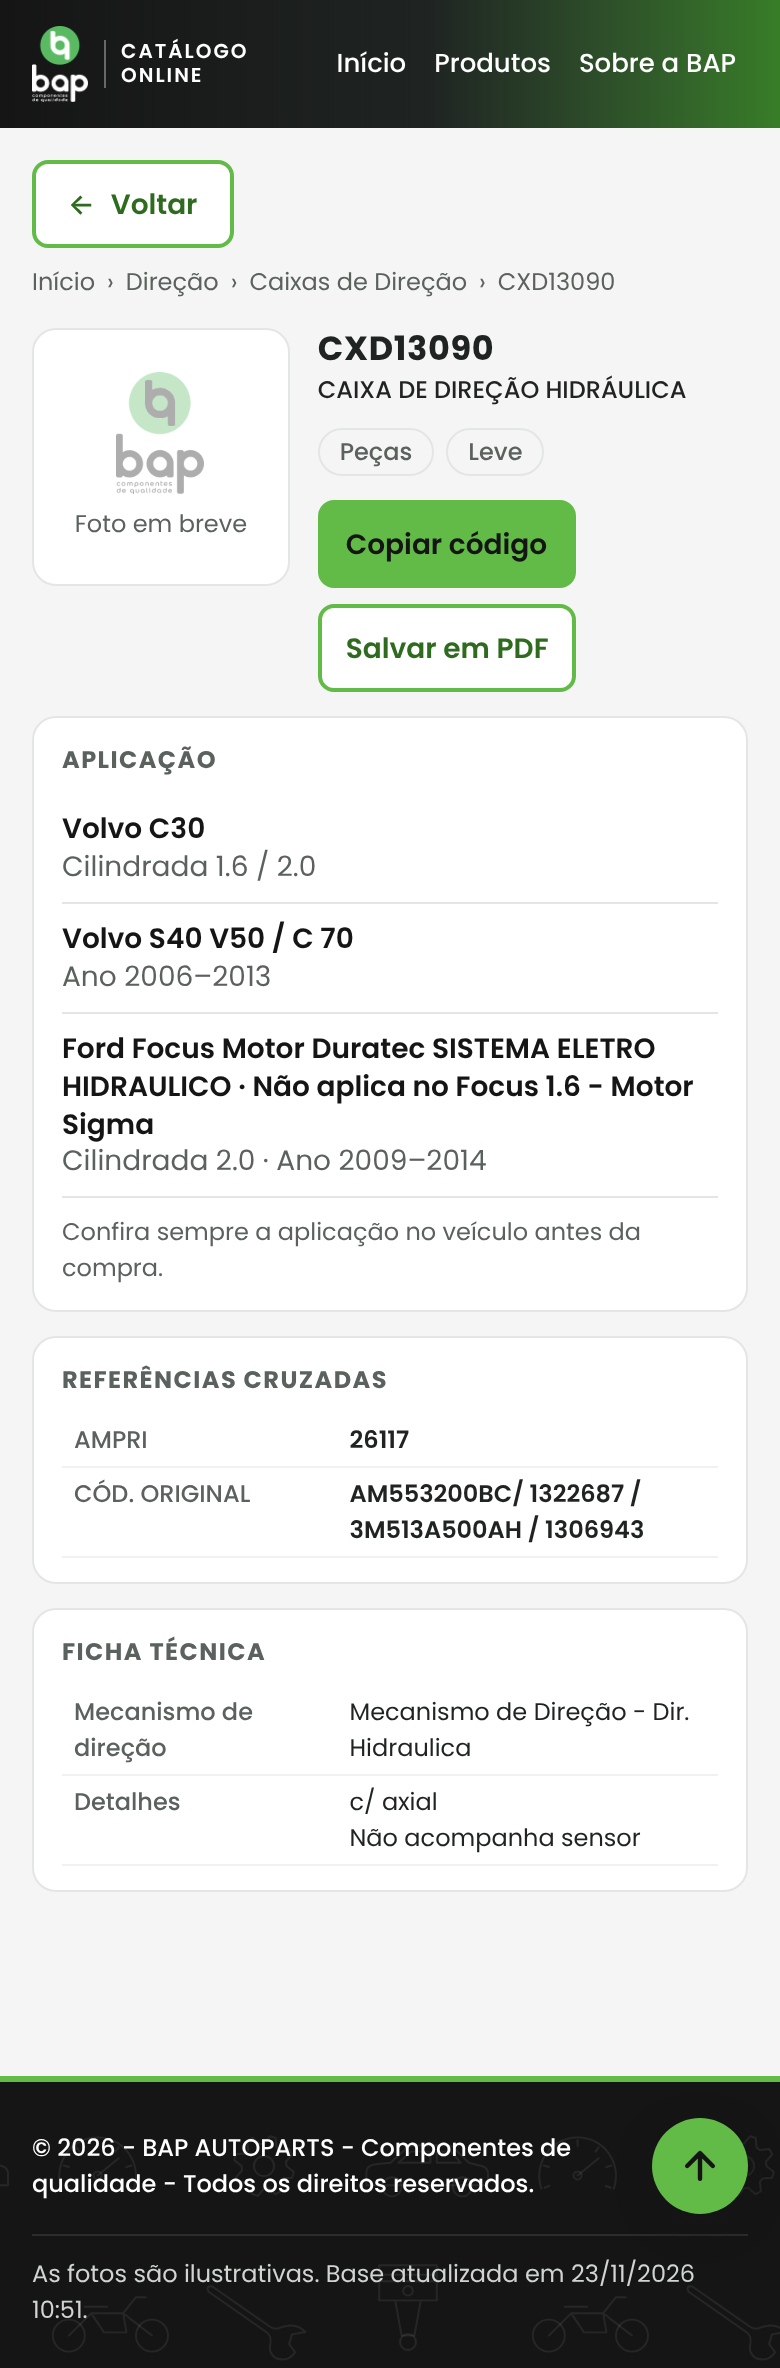 bap
componentes
de qualidade
CATÁLOGO
ONLINE
Início
Produtos
Sobre a BAP
← Voltar
Início › Direção › Caixas de Direção › CXD13090
bap
componentes
de qualidade
Foto em breve
CXD13090
CAIXA DE DIREÇÃO HIDRÁULICA
Peças
Leve
Copiar código
Salvar em PDF
APLICAÇÃO
Volvo C30
Cilindrada 1.6 / 2.0
Volvo S40 V50 / C 70
Ano 2006–2013
Ford Focus Motor Duratec SISTEMA ELETRO
HIDRAULICO · Não aplica no Focus 1.6 - Motor
Sigma
Cilindrada 2.0 · Ano 2009–2014
Confira sempre a aplicação no veículo antes da
compra.
REFERÊNCIAS CRUZADAS
AMPRI 26117
CÓD. ORIGINAL AM553200BC/ 1322687 /
3M513A500AH / 1306943
FICHA TÉCNICA
Mecanismo de Mecanismo de Direção - Dir.
direção Hidraulica
Detalhes c/ axial
Não acompanha sensor
© 2026 - BAP AUTOPARTS - Componentes de
qualidade - Todos os direitos reservados.
As fotos são ilustrativas. Base atualizada em 23/11/2026
10:51.